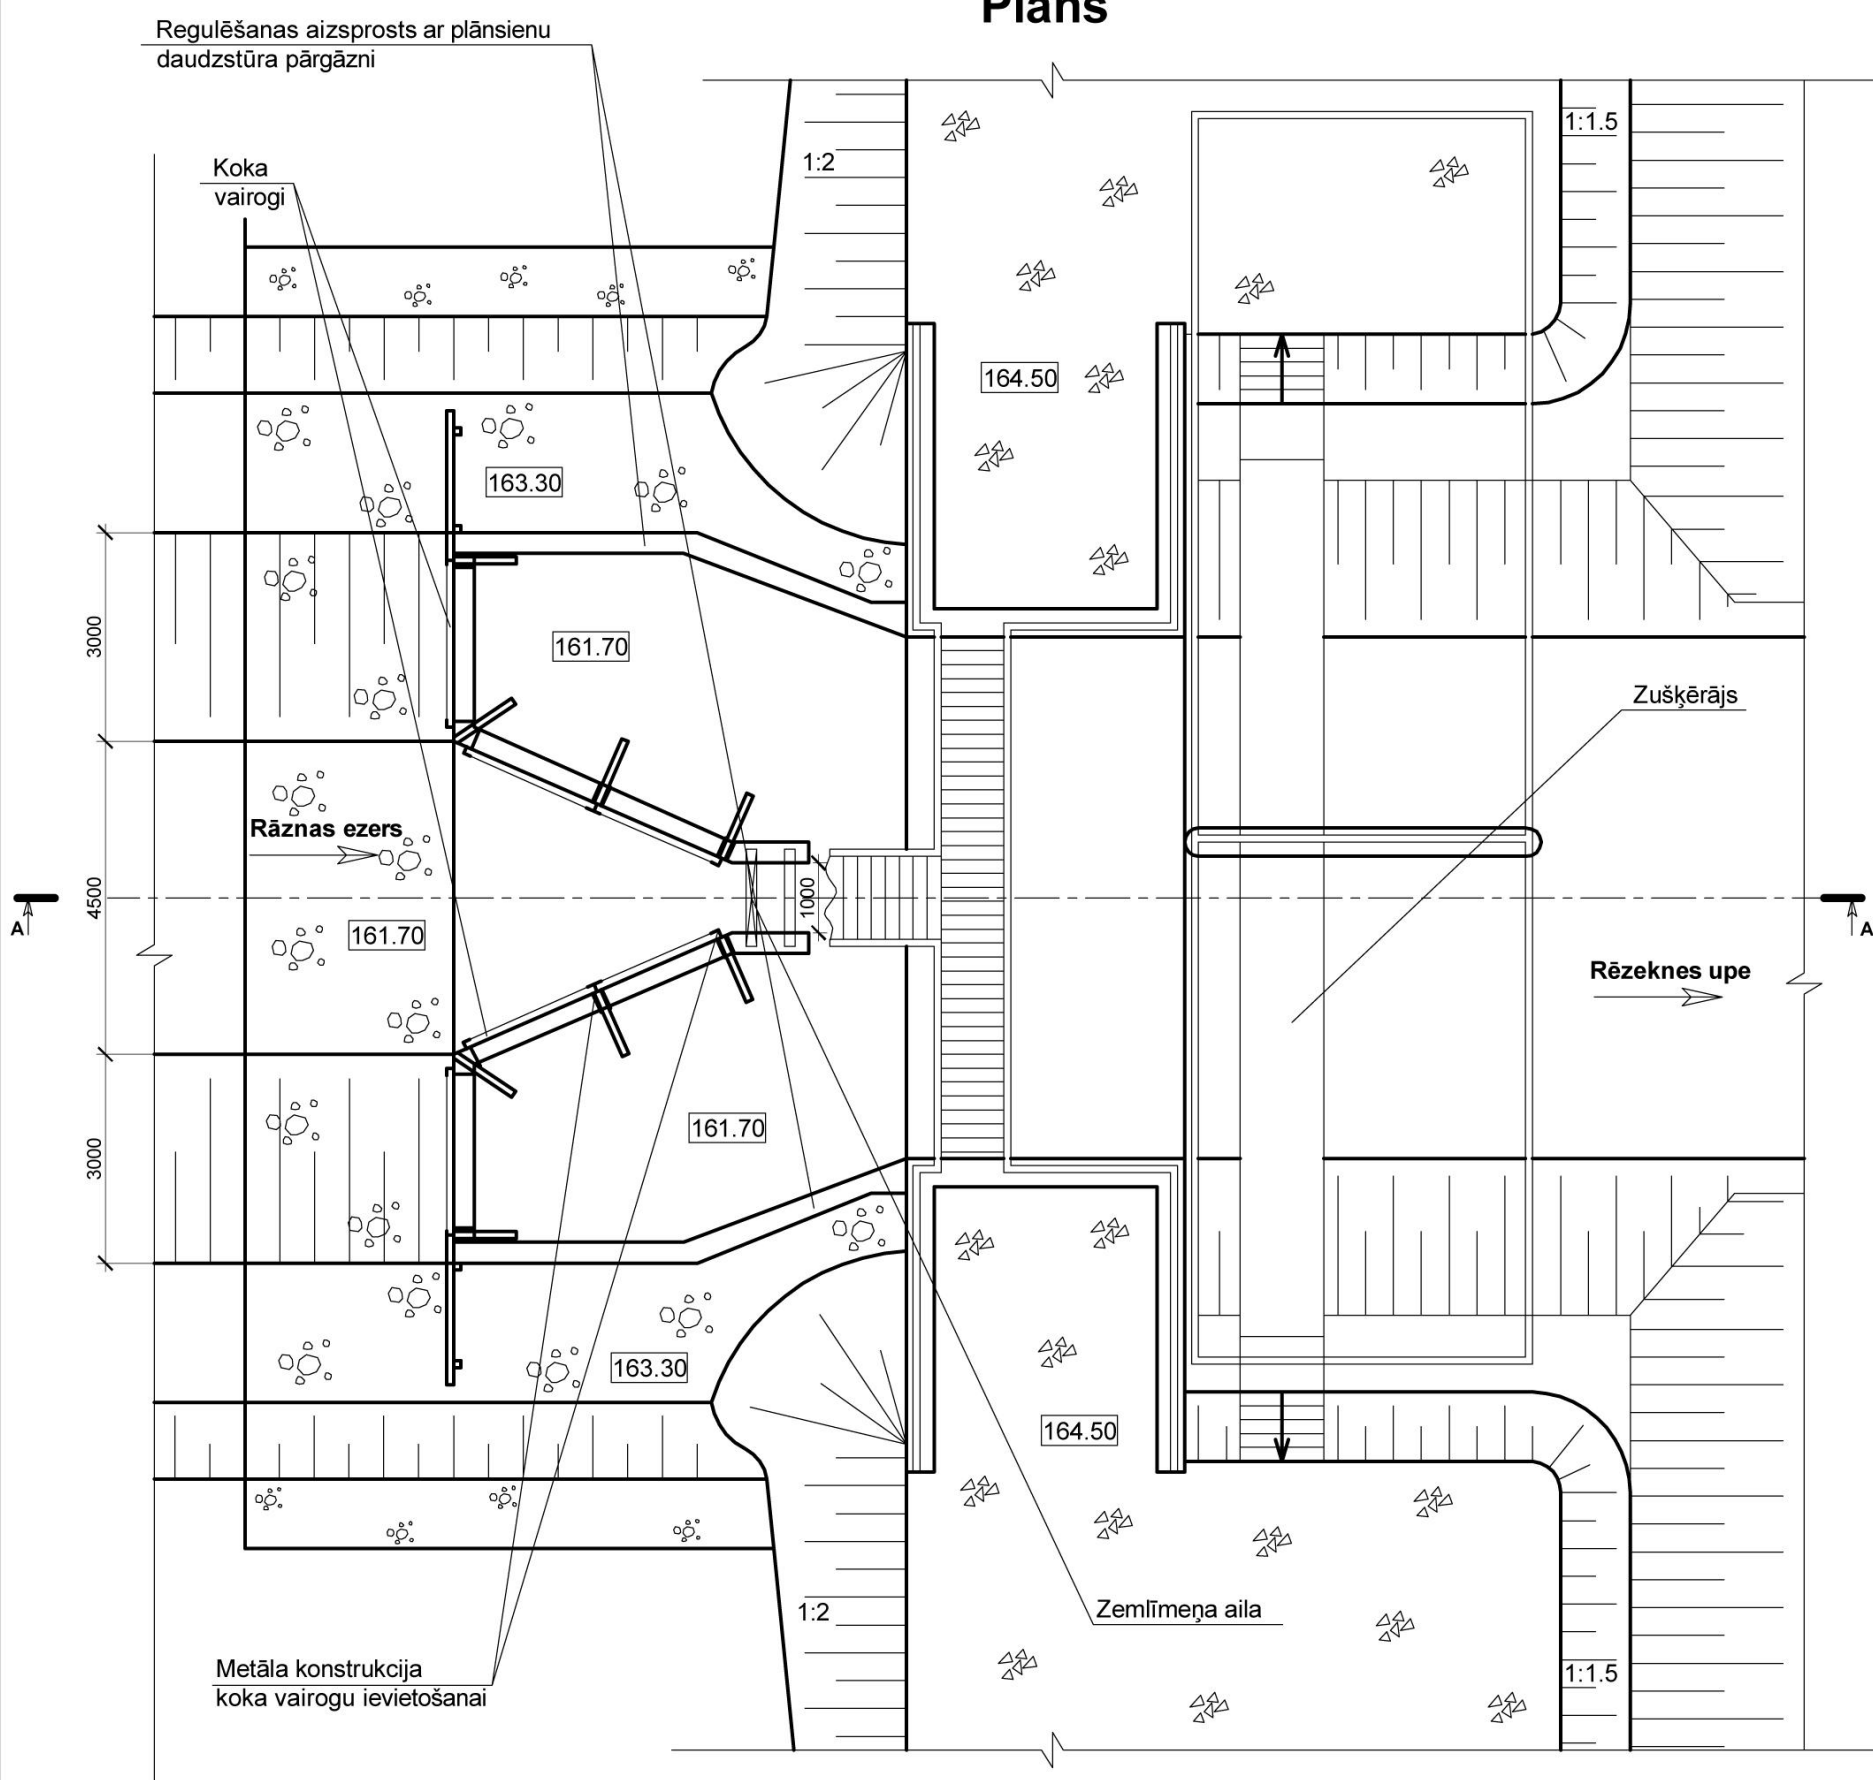 Plāns
Regulēšanas aizsprosts ar plānsienu
daudzstūra pārgāzni
1:1.5
1:2
Koka
vairogi
164.50
163.30
3000
161.70
Zušķērājs
Rāznas ezers
4500
1000
A
A
161.70
Rēzeknes upe
161.70
3000
163.30
164.50
1:2
Zemlīmeņa aila
Metāla konstrukcija
koka vairogu ievietošanai
1:1.5